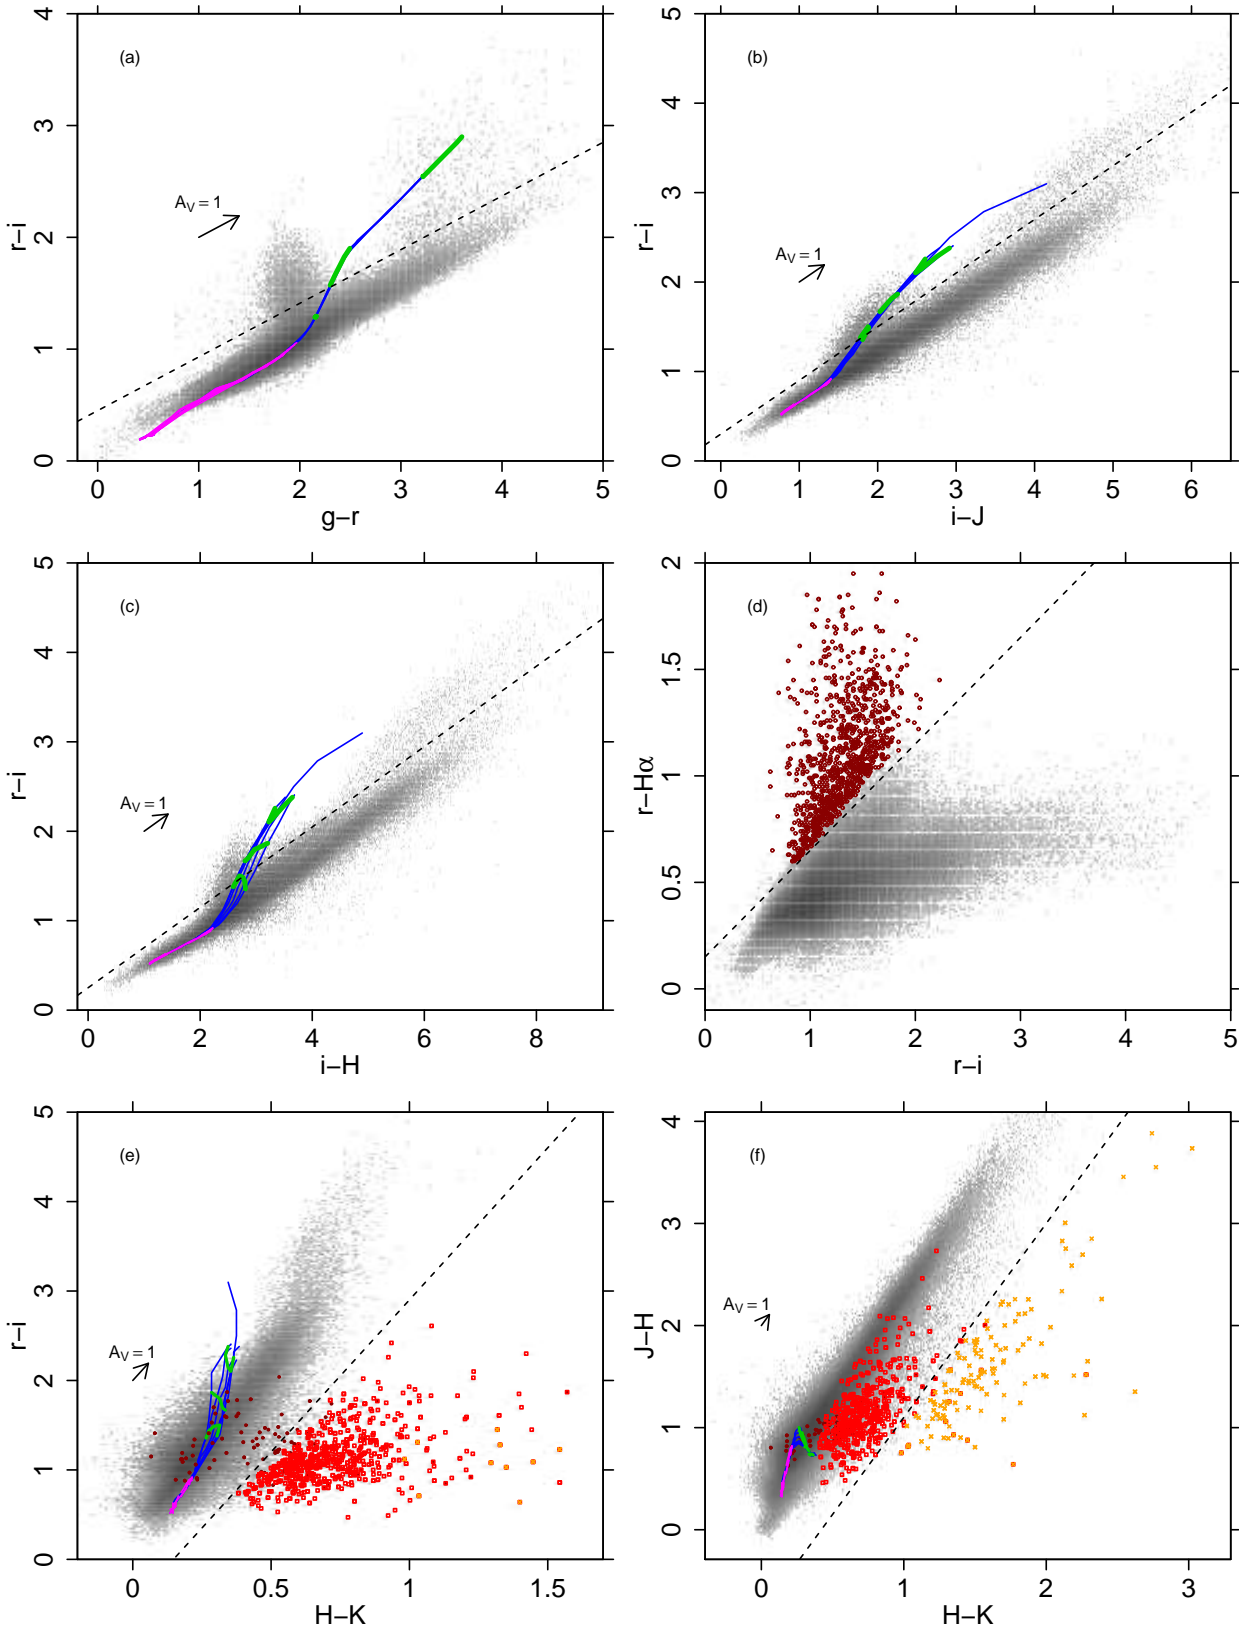 (a)
A_V = 1
r−i
0 1 2 3 4
0 1 2 3 4 5
g−r
(b)
A_V = 1
r−i
0 1 2 3 4 5
0 1 2 3 4 5 6
i−J
(c)
A_V = 1
r−i
0 1 2 3 4 5
0 2 4 6 8
i−H
(d)
r−Hα
0 0.5 1 1.5 2
0 1 2 3 4 5
r−i
(e)
A_V = 1
r−i
0 1 2 3 4 5
0 0.5 1 1.5
H−K
(f)
A_V = 1
J−H
0 1 2 3 4
0 1 2 3
H−K